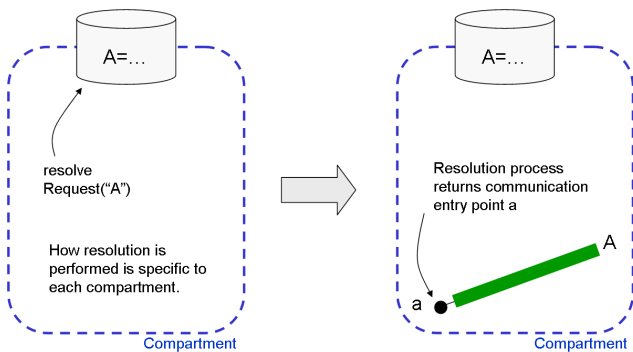 A=…
resolve
Request(“A”)
How resolution is
performed is specific to
each compartment.
Compartment
A=…
Resolution process
returns communication
entry point a
A
a
Compartment